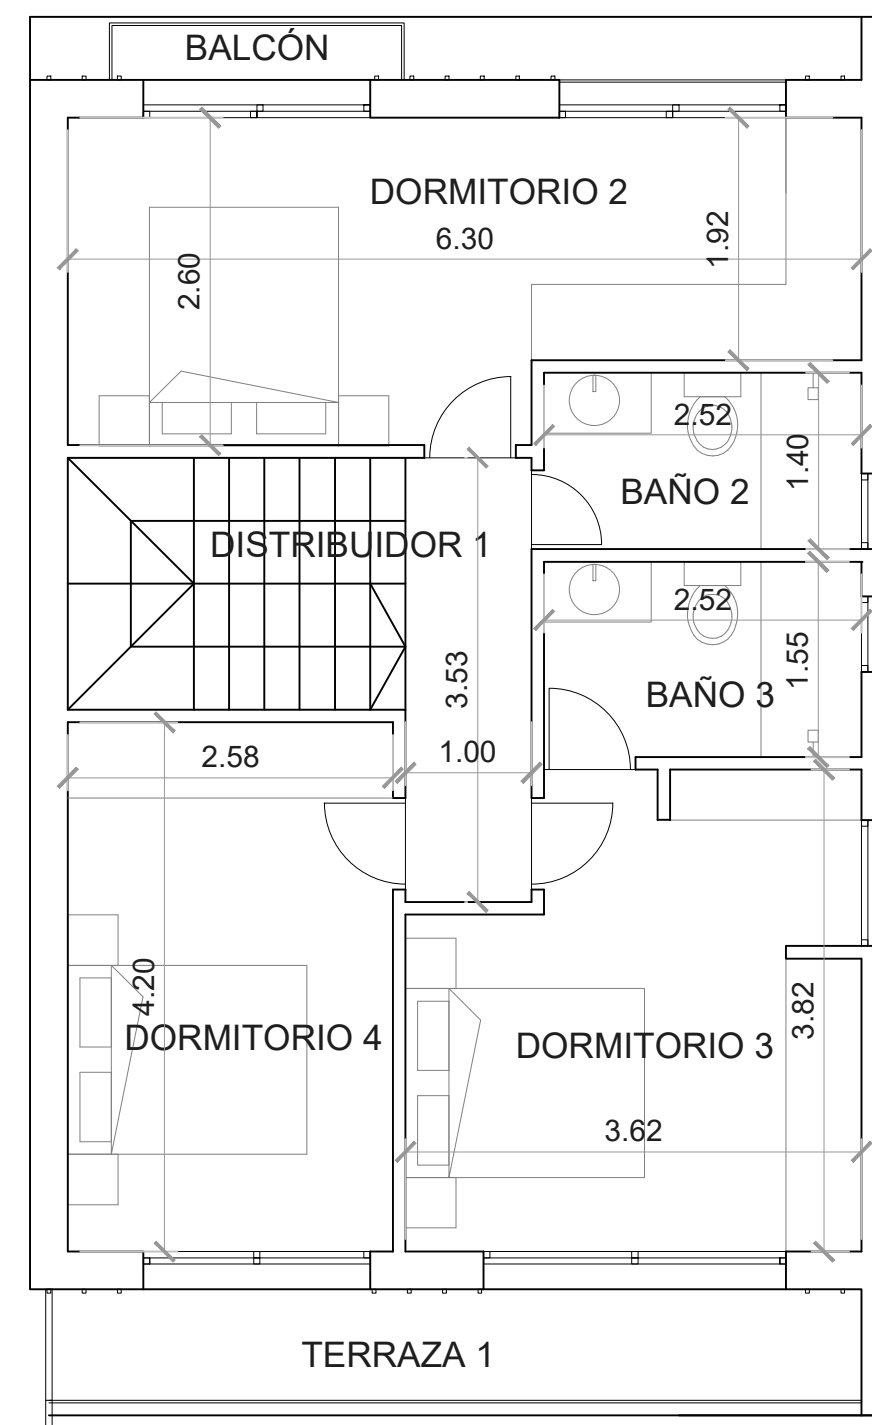 BALCÓN
DORMITORIO 2
6.30
1.92
2.60
2.52
1.40
BAÑO 2
DISTRIBUIDOR 1
2.52
1.55
3.53
BAÑO 3
2.58
1.00
4.20
3.82
DORMITORIO 4
DORMITORIO 3
3.62
TERRAZA 1